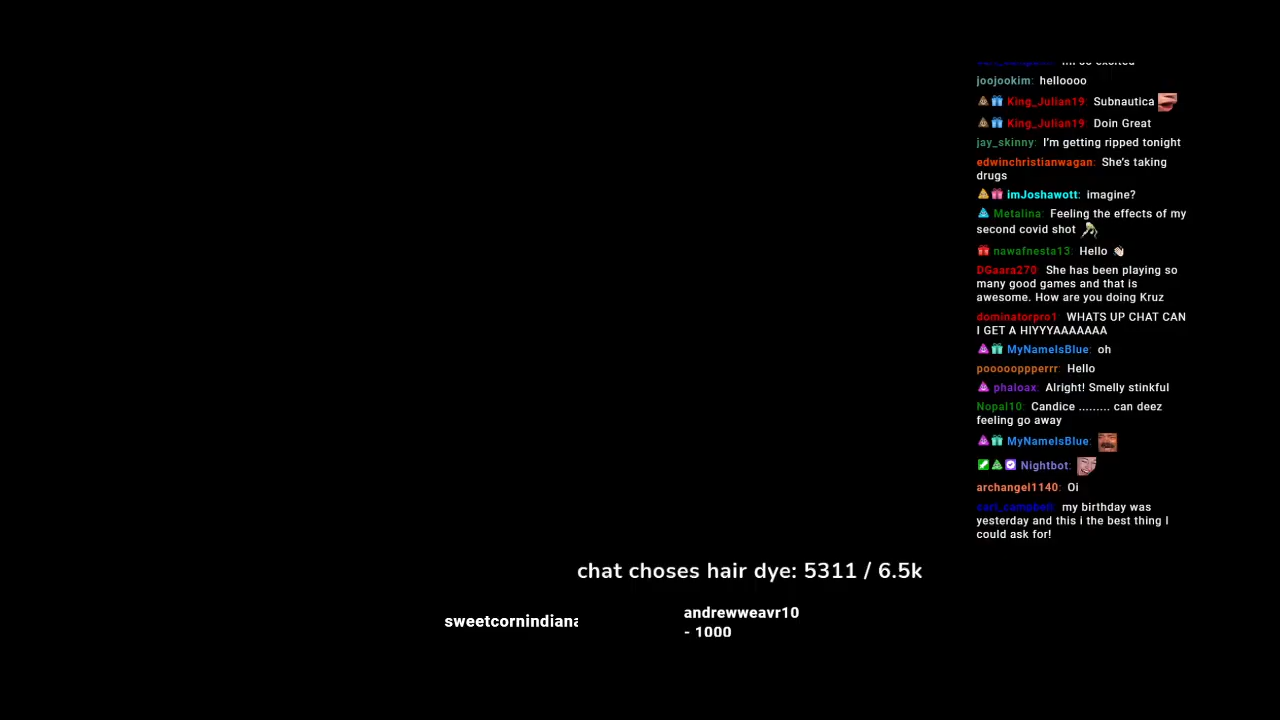 joojookim: helloooo
King_Julian19: Subnautica
King_Julian19: Doin Great
jay_skinny: I'm getting ripped tonight
edwinchristianwagan: She's taking
drugs
imJoshawott: imagine?
Metalina: Feeling the effects of my
second covid shot
nawafnesta13: Hello
DGaara270: She has been playing so
many good games and that is
awesome. How are you doing Kruz
dominatorpro1: WHATS UP CHAT CAN
I GET A HIYYYAAAAAAA
MyNameIsBlue: oh
pooooopperrr: Hello
phaloax: Alright! Smelly stinkful
Nopal10: Candice ......... can deez
feeling go away
MyNameIsBlue:
Nightbot:
archangel1140: Oi
carl_campbell: my birthday was
yesterday and this i the best thing I
could ask for!
chat choses hair dye: 5311 / 6.5k
sweetcornindiana
andrewweavr10
- 1000